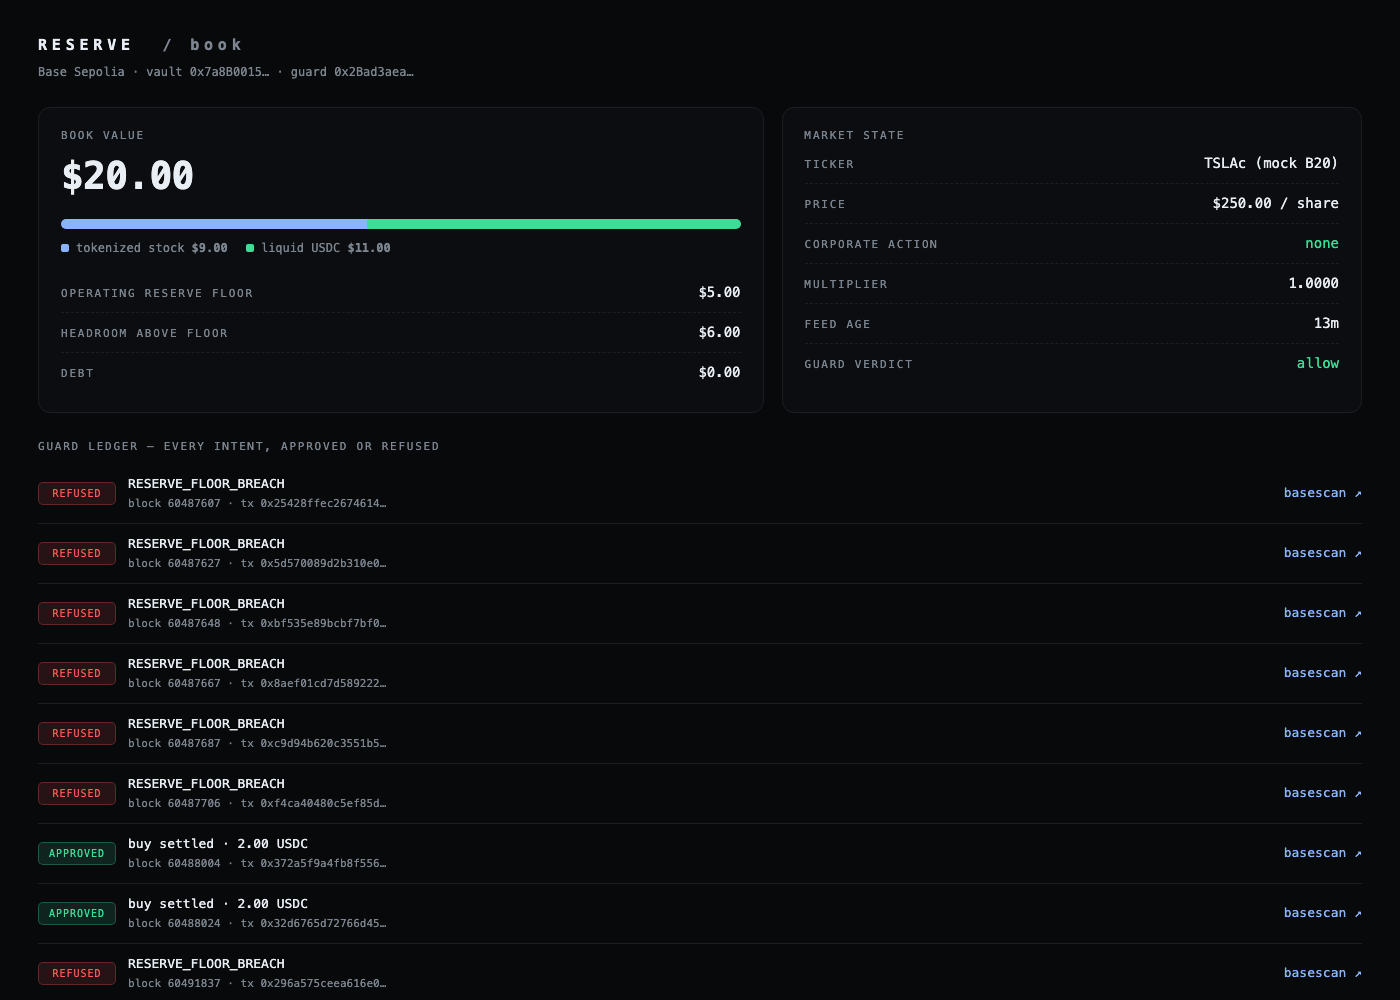 RESERVE / book
Base Sepolia · vault 0x7a8B0015… · guard 0x2Bad3aea…
BOOK VALUE
$20.00
tokenized stock $9.00 liquid USDC $11.00
OPERATING RESERVE FLOOR $5.00
HEADROOM ABOVE FLOOR $6.00
DEBT $0.00
MARKET STATE
TICKER TSLAc (mock B20)
PRICE $250.00 / share
CORPORATE ACTION none
MULTIPLIER 1.0000
FEED AGE 13m
GUARD VERDICT allow
GUARD LEDGER — EVERY INTENT, APPROVED OR REFUSED
REFUSED RESERVE_FLOOR_BREACH basescan ↗
block 60487607 · tx 0x25428ffec2674614…
REFUSED RESERVE_FLOOR_BREACH basescan ↗
block 60487627 · tx 0x5d570089d2b310e0…
REFUSED RESERVE_FLOOR_BREACH basescan ↗
block 60487648 · tx 0xbf535e89bcbf7bf0…
REFUSED RESERVE_FLOOR_BREACH basescan ↗
block 60487667 · tx 0x8aef01cd7d589222…
REFUSED RESERVE_FLOOR_BREACH basescan ↗
block 60487687 · tx 0xc9d94b620c3551b5…
REFUSED RESERVE_FLOOR_BREACH basescan ↗
block 60487706 · tx 0xf4ca40480c5ef85d…
APPROVED buy settled · 2.00 USDC basescan ↗
block 60488004 · tx 0x372a5f9a4fb8f556…
APPROVED buy settled · 2.00 USDC basescan ↗
block 60488024 · tx 0x32d6765d72766d45…
REFUSED RESERVE_FLOOR_BREACH basescan ↗
block 60491837 · tx 0x296a575ceea616e0…